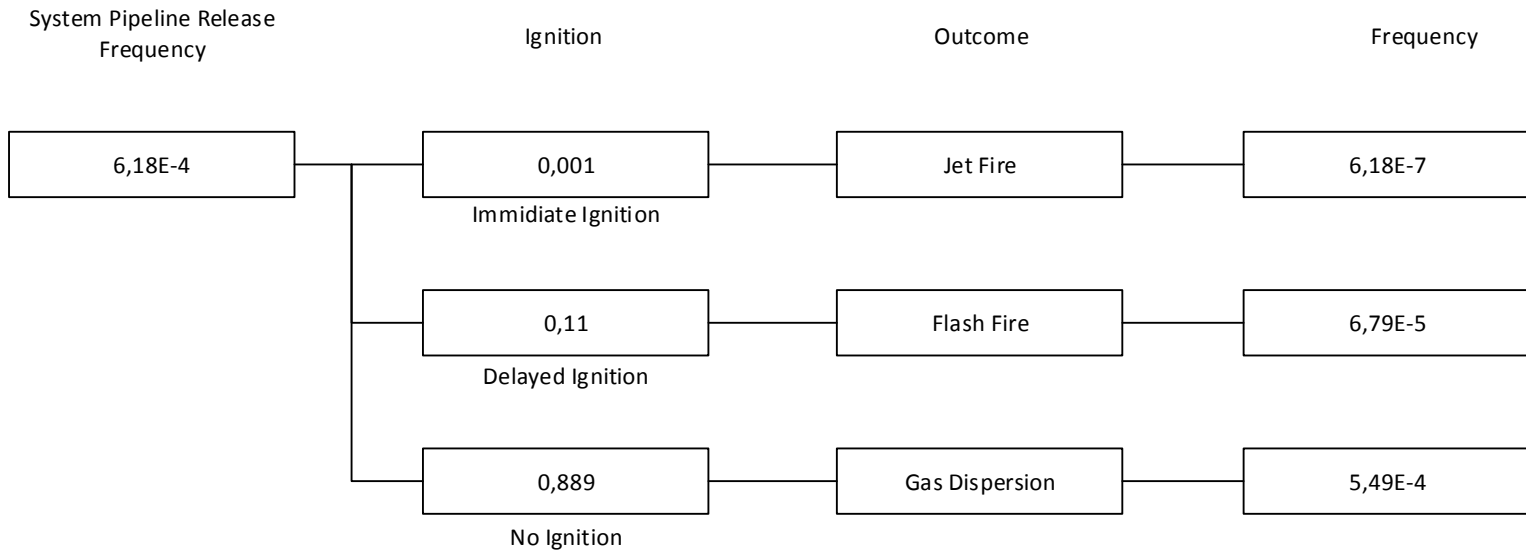 System Pipeline Release
Frequency
Ignition
Outcome
Frequency
6,18E-4
0,001
Jet Fire
6,18E-7
Immidiate Ignition
0,11
Flash Fire
6,79E-5
Delayed Ignition
0,889
Gas Dispersion
5,49E-4
No Ignition